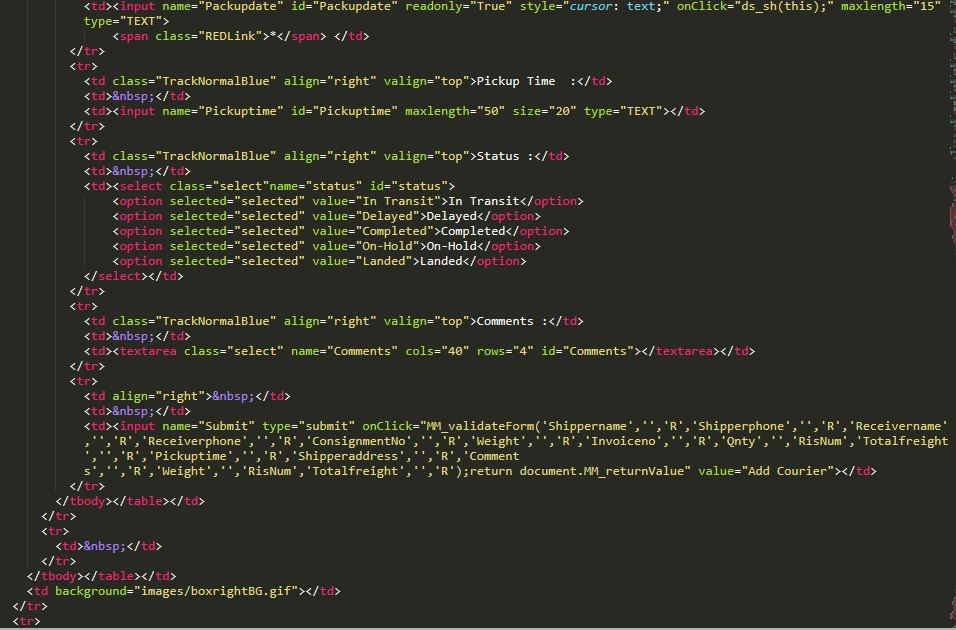 <td><input name="Packupdate" id="Packupdate" readonly="True" style="cursor: text;" onClick="ds_sh(this);" maxlength="15"
type="TEXT">
<span class="REDLink">*</span> </td>
</tr>
<tr>
<td class="TrackNormalBlue" align="right" valign="top">Pickup Time  :</td>
<td>&nbsp;</td>
<td><input name="Pickuptime" id="Pickuptime" maxlength="50" size="20" type="TEXT"></td>
</tr>
<tr>
<td class="TrackNormalBlue" align="right" valign="top">Status :</td>
<td>&nbsp;</td>
<td><select class="select"name="status" id="status">
<option selected="selected" value="In Transit">In Transit</option>
<option selected="selected" value="Delayed">Delayed</option>
<option selected="selected" value="Completed">Completed</option>
<option selected="selected" value="On-Hold">On-Hold</option>
<option selected="selected" value="Landed">Landed</option>
</select></td>
</tr>
<tr>
<td class="TrackNormalBlue" align="right" valign="top">Comments :</td>
<td>&nbsp;</td>
<td><textarea class="select" name="Comments" cols="40" rows="4" id="Comments"></textarea></td>
</tr>
<tr>
<td align="right">&nbsp;</td>
<td>&nbsp;</td>
<td><input name="Submit" type="submit" onClick="MM_validateForm('Shippername','','R','Shipperphone','','R','Receivername'
,'','R','Receiverphone','','R','ConsignmentNo','','R','Weight','','R','Invoiceno','','R','Qnty','','RisNum','Totalfreight'
,'','R','Pickuptime','','R','Shipperaddress','','R','Comment
s','','R','Weight','','RisNum','Totalfreight','','R');return document.MM_returnValue" value="Add Courier"></td>
</tr>
</tbody></table></td>
</tr>
<tr>
<td>&nbsp;</td>
</tr>
</tbody></table></td>
<td background="images/boxrightBG.gif"></td>
</tr>
<tr>